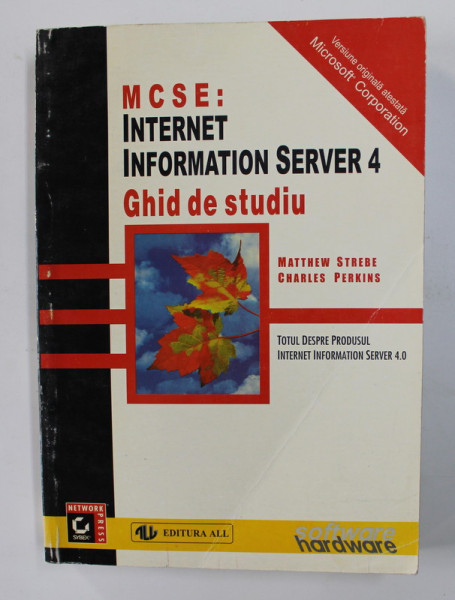 Versiune originală atestată
Microsoft® Corporation
MCSE:
INTERNET
INFORMATION SERVER 4
Ghid de studiu
MATTHEW STREBE
CHARLES PERKINS
TOTUL DESPRE PRODUSUL
INTERNET INFORMATION SERVER 4.0
NETWORK PRESS
SYBEX
ALL EDITURA ALL
software
hardware